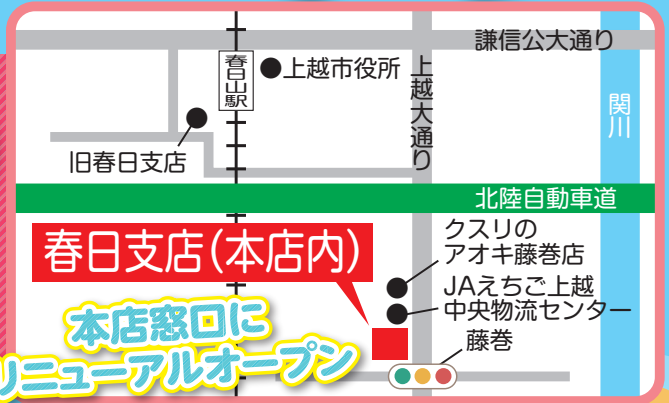 謙信公大通り
春日山駅
●上越市役所
上越大通り
関川
旧春日支店
北陸自動車道
春日支店(本店内)
クスリの
アオキ藤巻店
JAえちご上越
中央物流センター
藤巻
本店窓口に
リニューアルオープン